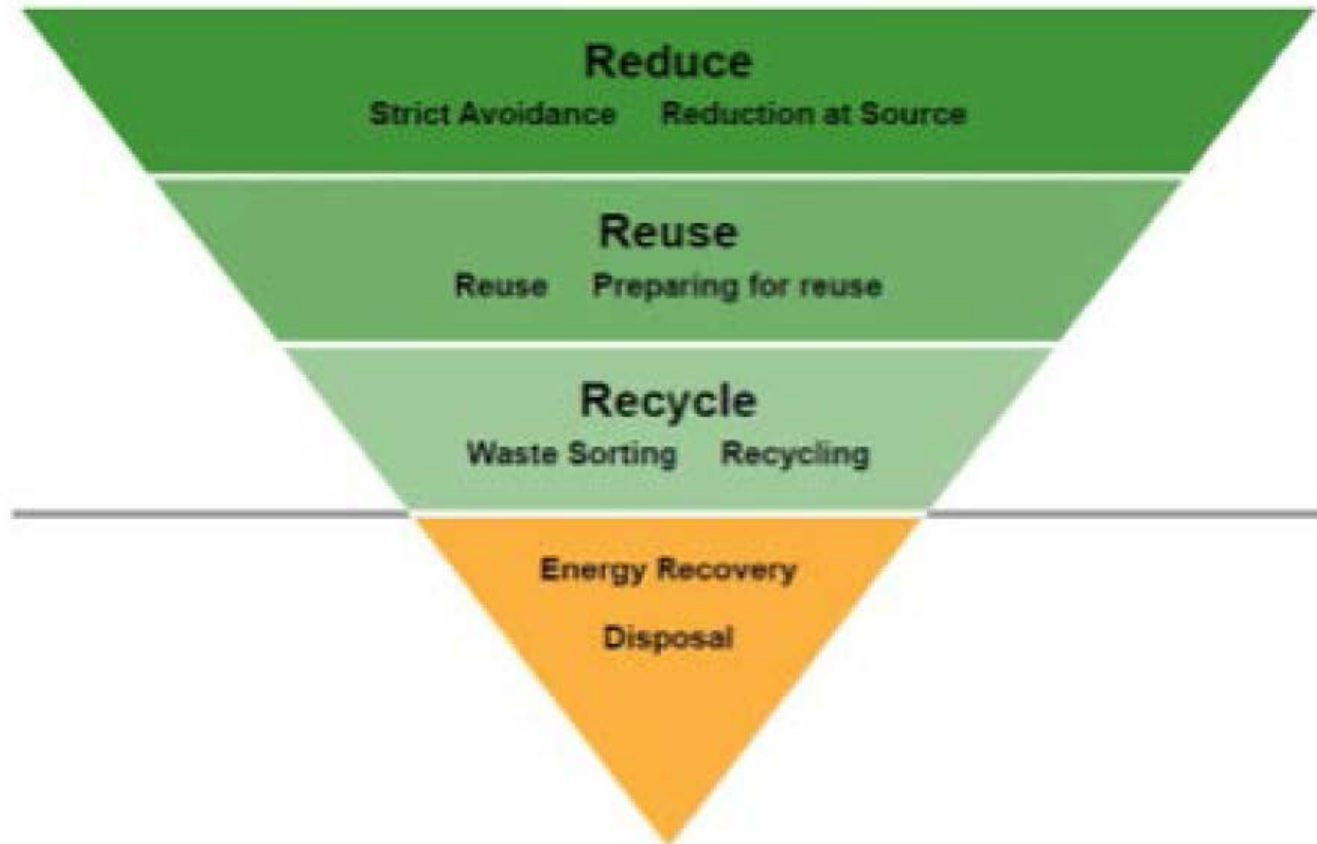 Reduce
Strict Avoidance Reduction at Source
Reuse
Reuse Preparing for reuse
Recycle
Waste Sorting Recycling
Energy Recovery
Disposal